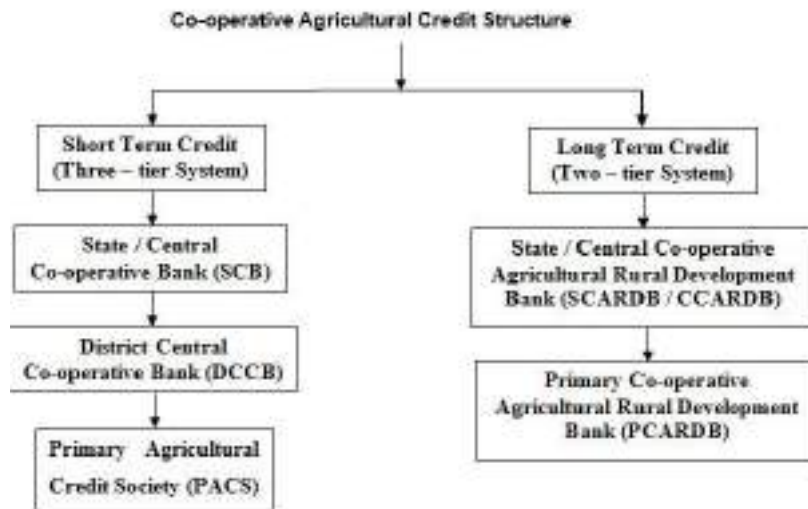 Co-operative Agricultural Credit Structure
Short Term Credit
(Three – tier System)
Long Term Credit
(Two – tier System)
State / Central
Co-operative Bank (SCB)
State / Central Co-operative
Agricultural Rural Development
Bank (SCARDB / CCARDB)
District Central
Co-operative Bank (DCCB)
Primary Co-operative
Agricultural Rural Development
Bank (PCARDB)
Primary Agricultural
Credit Society (PACS)